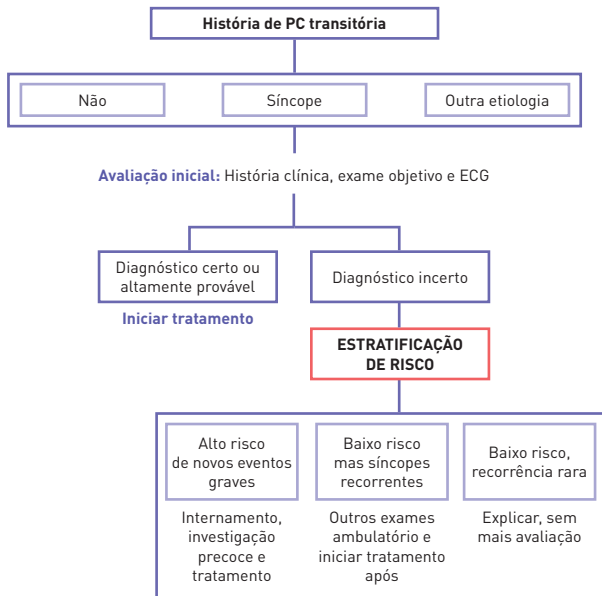 História de PC transitória
Não
Síncope
Outra etiologia
Avaliação inicial: História clínica, exame objetivo e ECG
Diagnóstico certo ou
altamente provável
Iniciar tratamento
Diagnóstico incerto
ESTRATIFICAÇÃO
DE RISCO
Alto risco
de novos eventos
graves
Internamento,
investigação
precoce e
tratamento
Baixo risco
mas síncopes
recorrentes
Outros exames
ambulatório e
iniciar tratamento
após
Baixo risco,
recorrência rara
Explicar, sem
mais avaliação